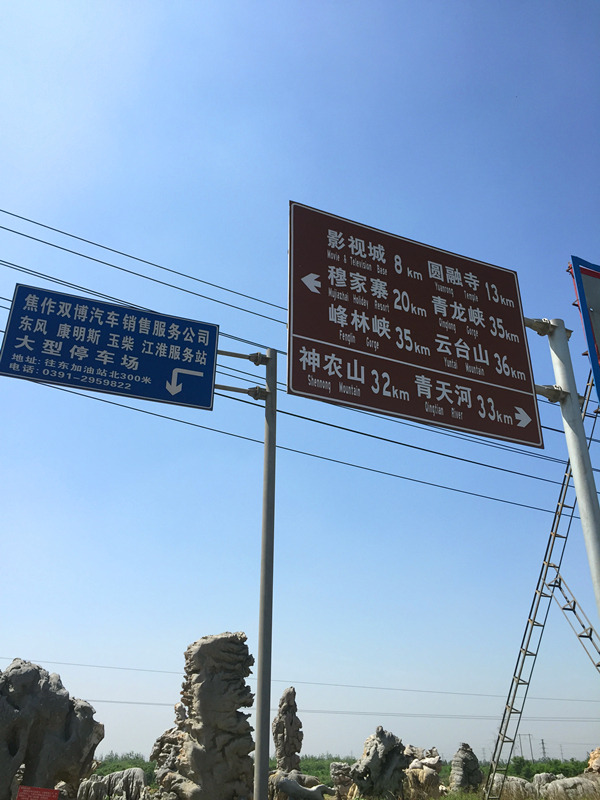 焦作双博汽车销售服务公司
东风 康明斯 玉柴 江淮服务站
大型停车场
地址: 往东加油站北300米
电话: 0391-2959822
影视城 8km 圆融寺 13km
Movie & Television Base Yuanrong Temple
穆家寨 20km 青龙峡 35km
Mujiazhai Holiday Resort Qinglong Gorge
峰林峡 35km 云台山 36km
Fenglin Gorge Yuntai Mountain
神农山 32km 青天河 33km
Shennong Mountain Qingtian River